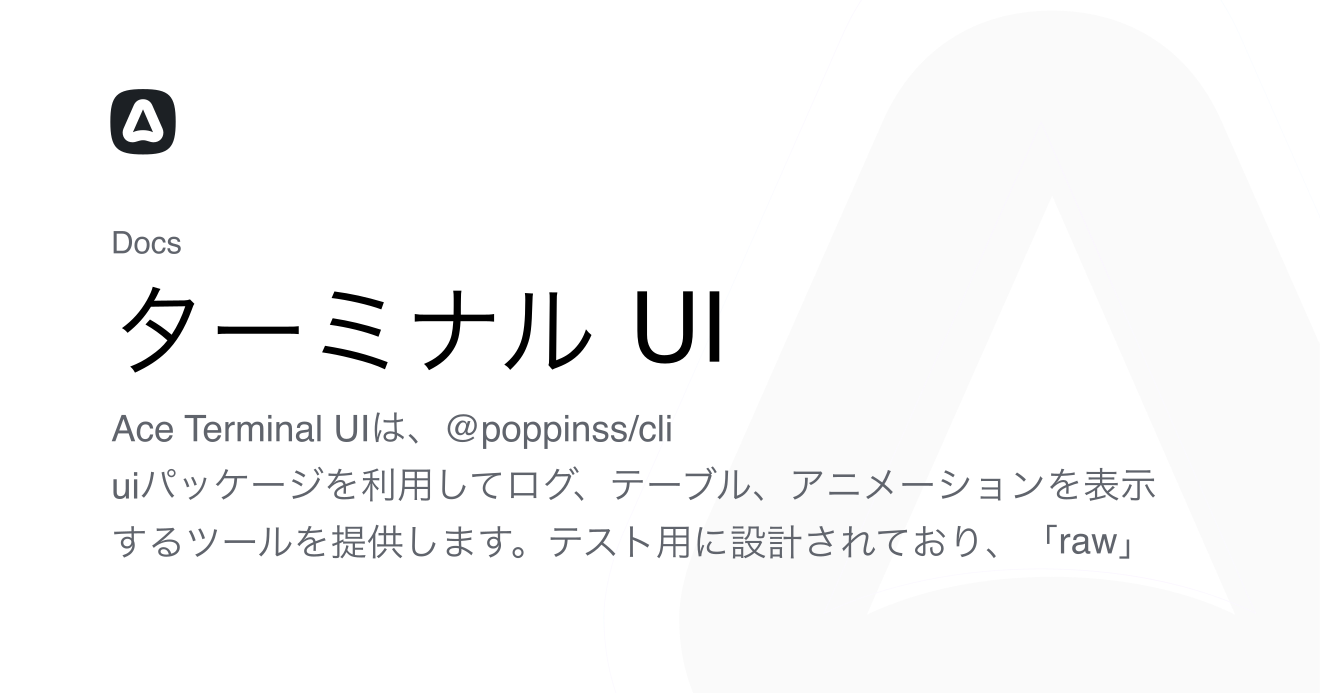 Docs
ターミナル UI
Ace Terminal UIは、@poppinss/cli
uiパッケージを利用してログ、テーブル、アニメーションを表示
するツールを提供します。テスト用に設計されており、「raw」